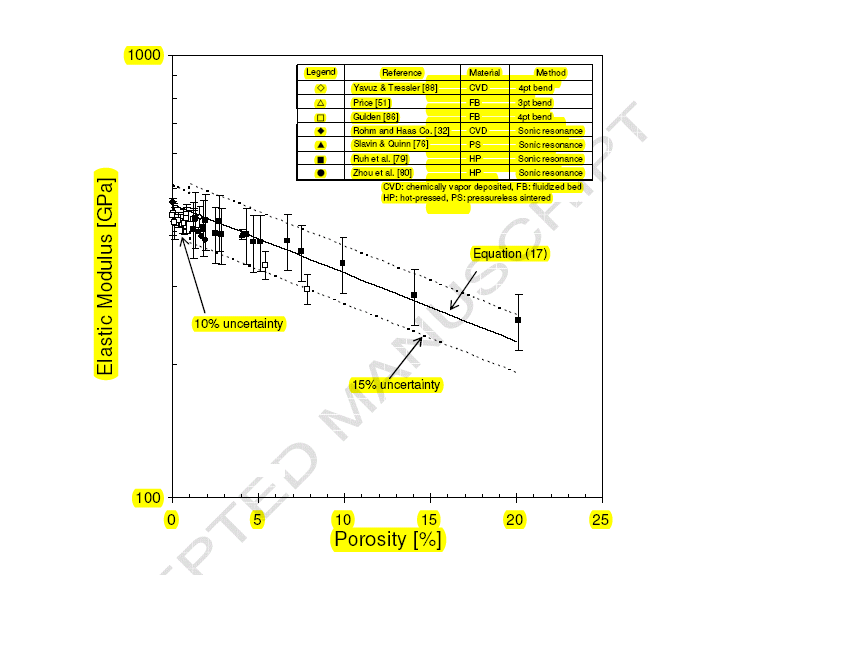 1000
Legend Reference Material Method
Yavuz & Tressler [88] CVD 4pt bend
Price [51] FB 3pt bend
Gulden [86] FB 4pt bend
Rohm and Haas Co. [32] CVD Sonic resonance
Slavin & Quinn [76] PS Sonic resonance
Ruh et al. [79] HP Sonic resonance
Zhou et al. [80] HP Sonic resonance
CVD: chemically vapor deposited, FB: fluidized bed
HP: hot-pressed, PS: pressureless sintered
Elastic Modulus [GPa]
Equation (17)
10% uncertainty
15% uncertainty
100
0 5 10 15 20 25
Porosity [%]
EPTED MANUSCRIPT